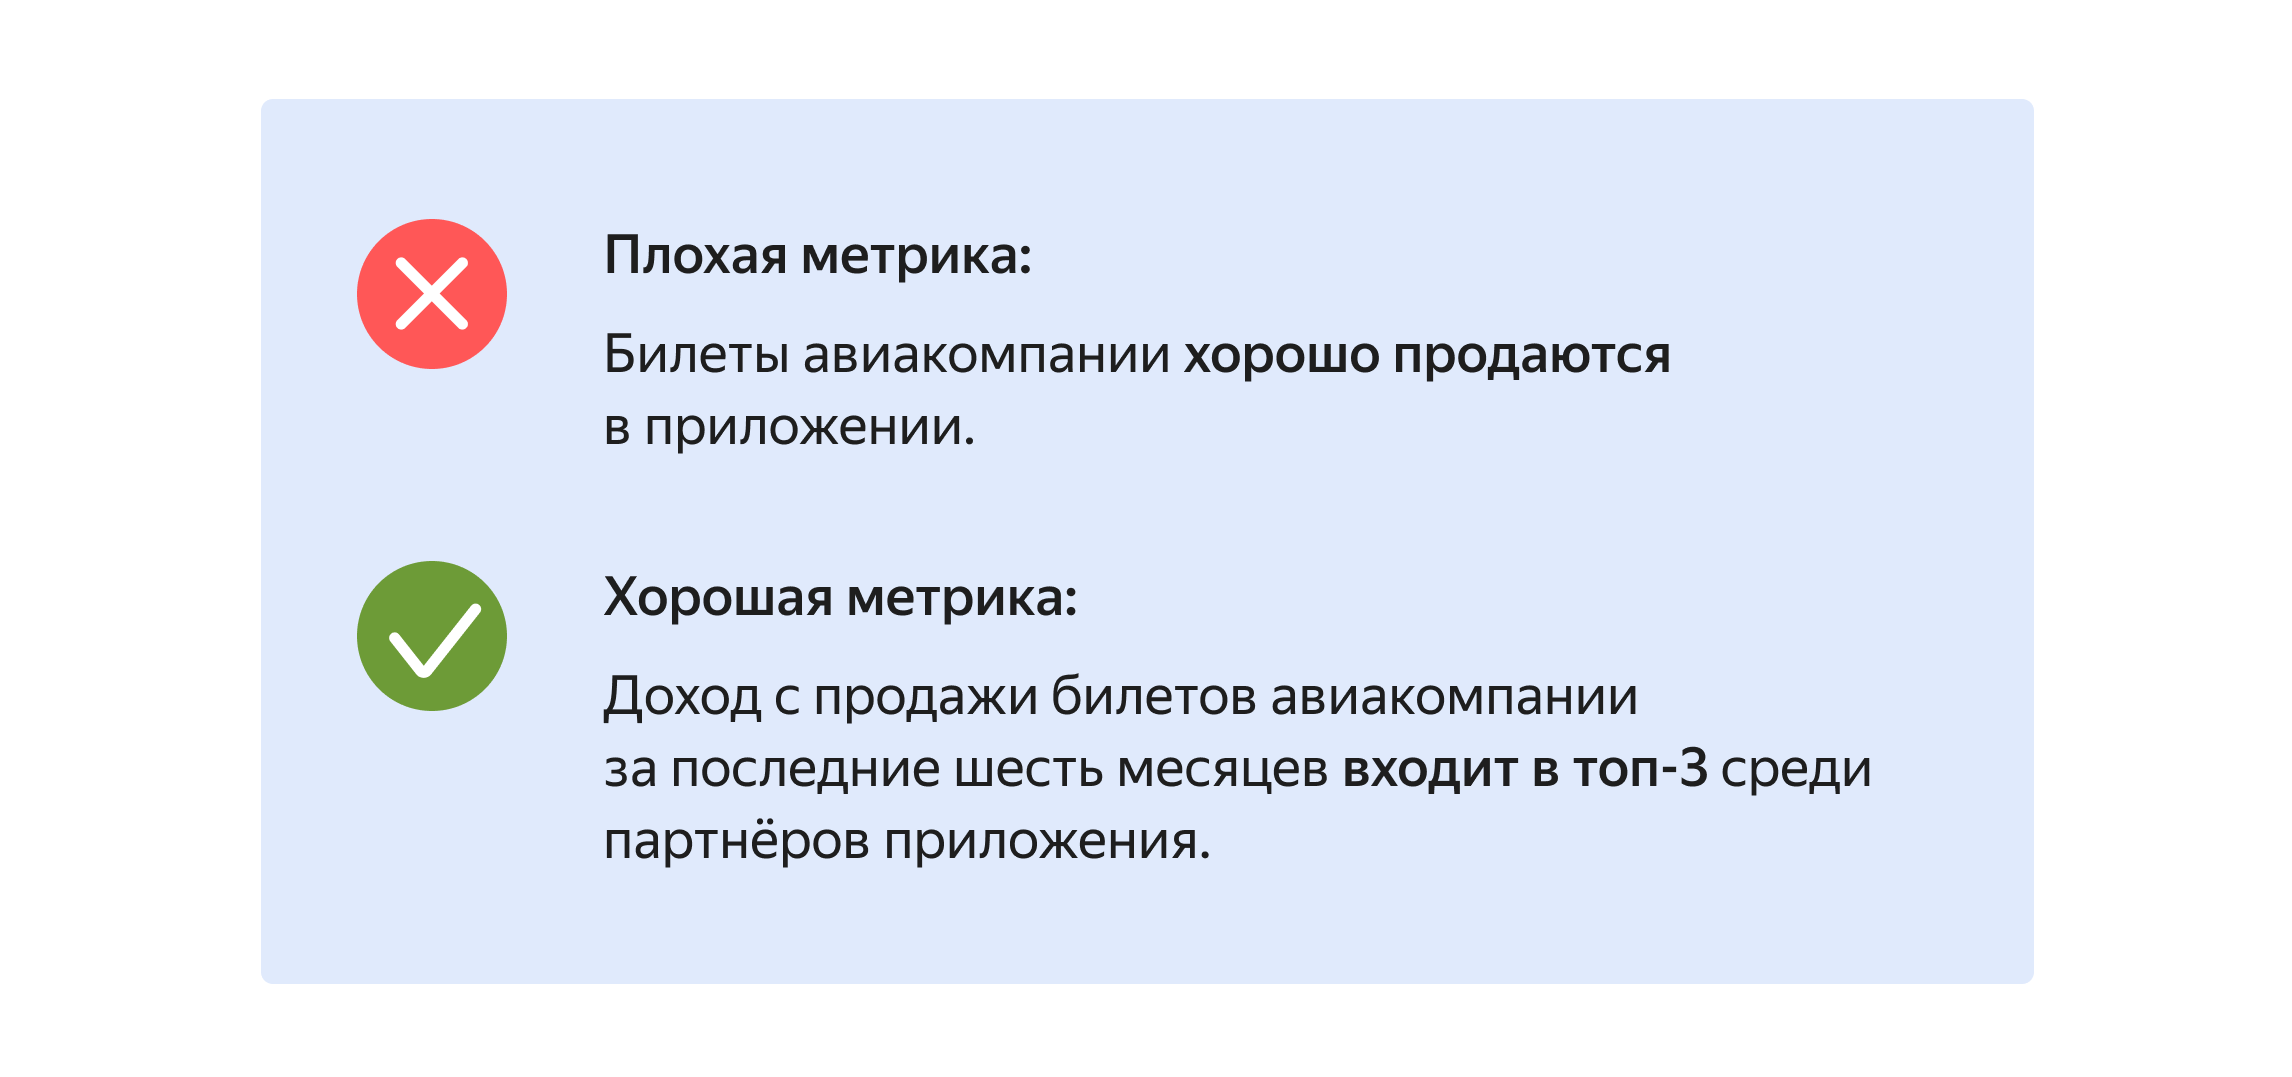 Плохая метрика:
Билеты авиакомпании хорошо продаются
в приложении.
Хорошая метрика:
Доход с продажи билетов авиакомпании
за последние шесть месяцев входит в топ-3 среди
партнёров приложения.